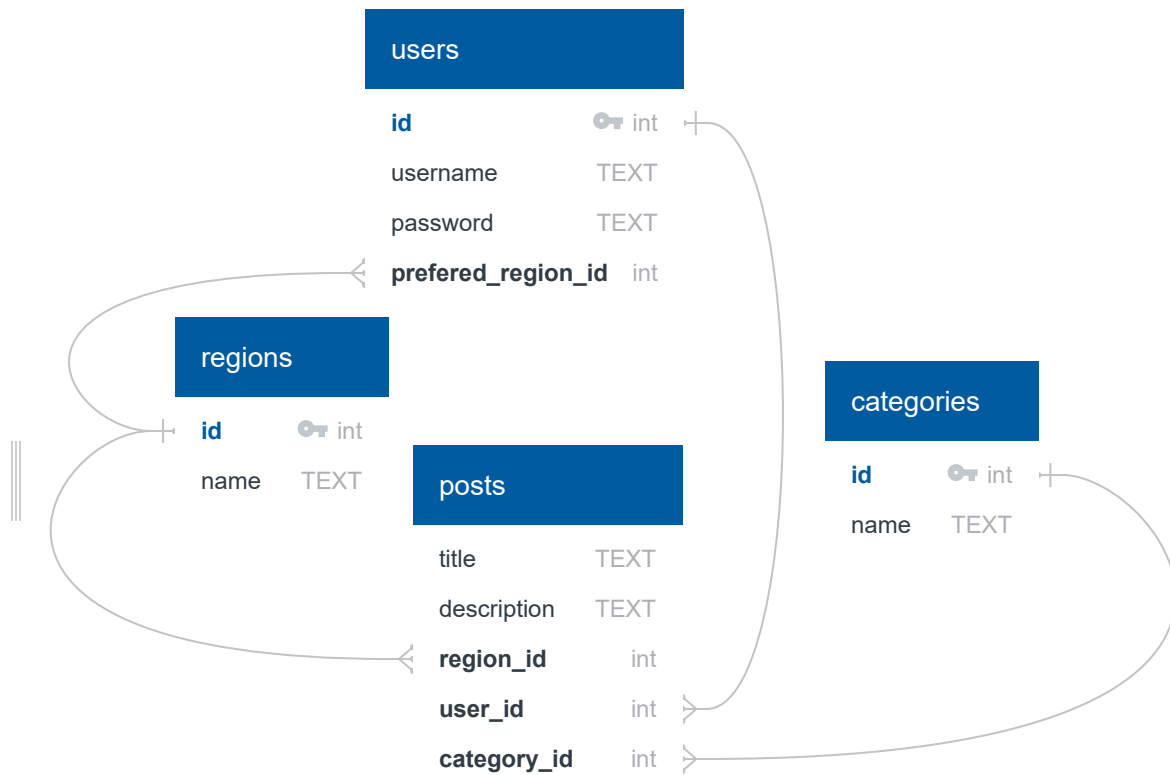 users
id int
username TEXT
password TEXT
prefered_region_id int
regions
id int
name TEXT
posts
title TEXT
description TEXT
region_id int
user_id int
category_id int
categories
id int
name TEXT